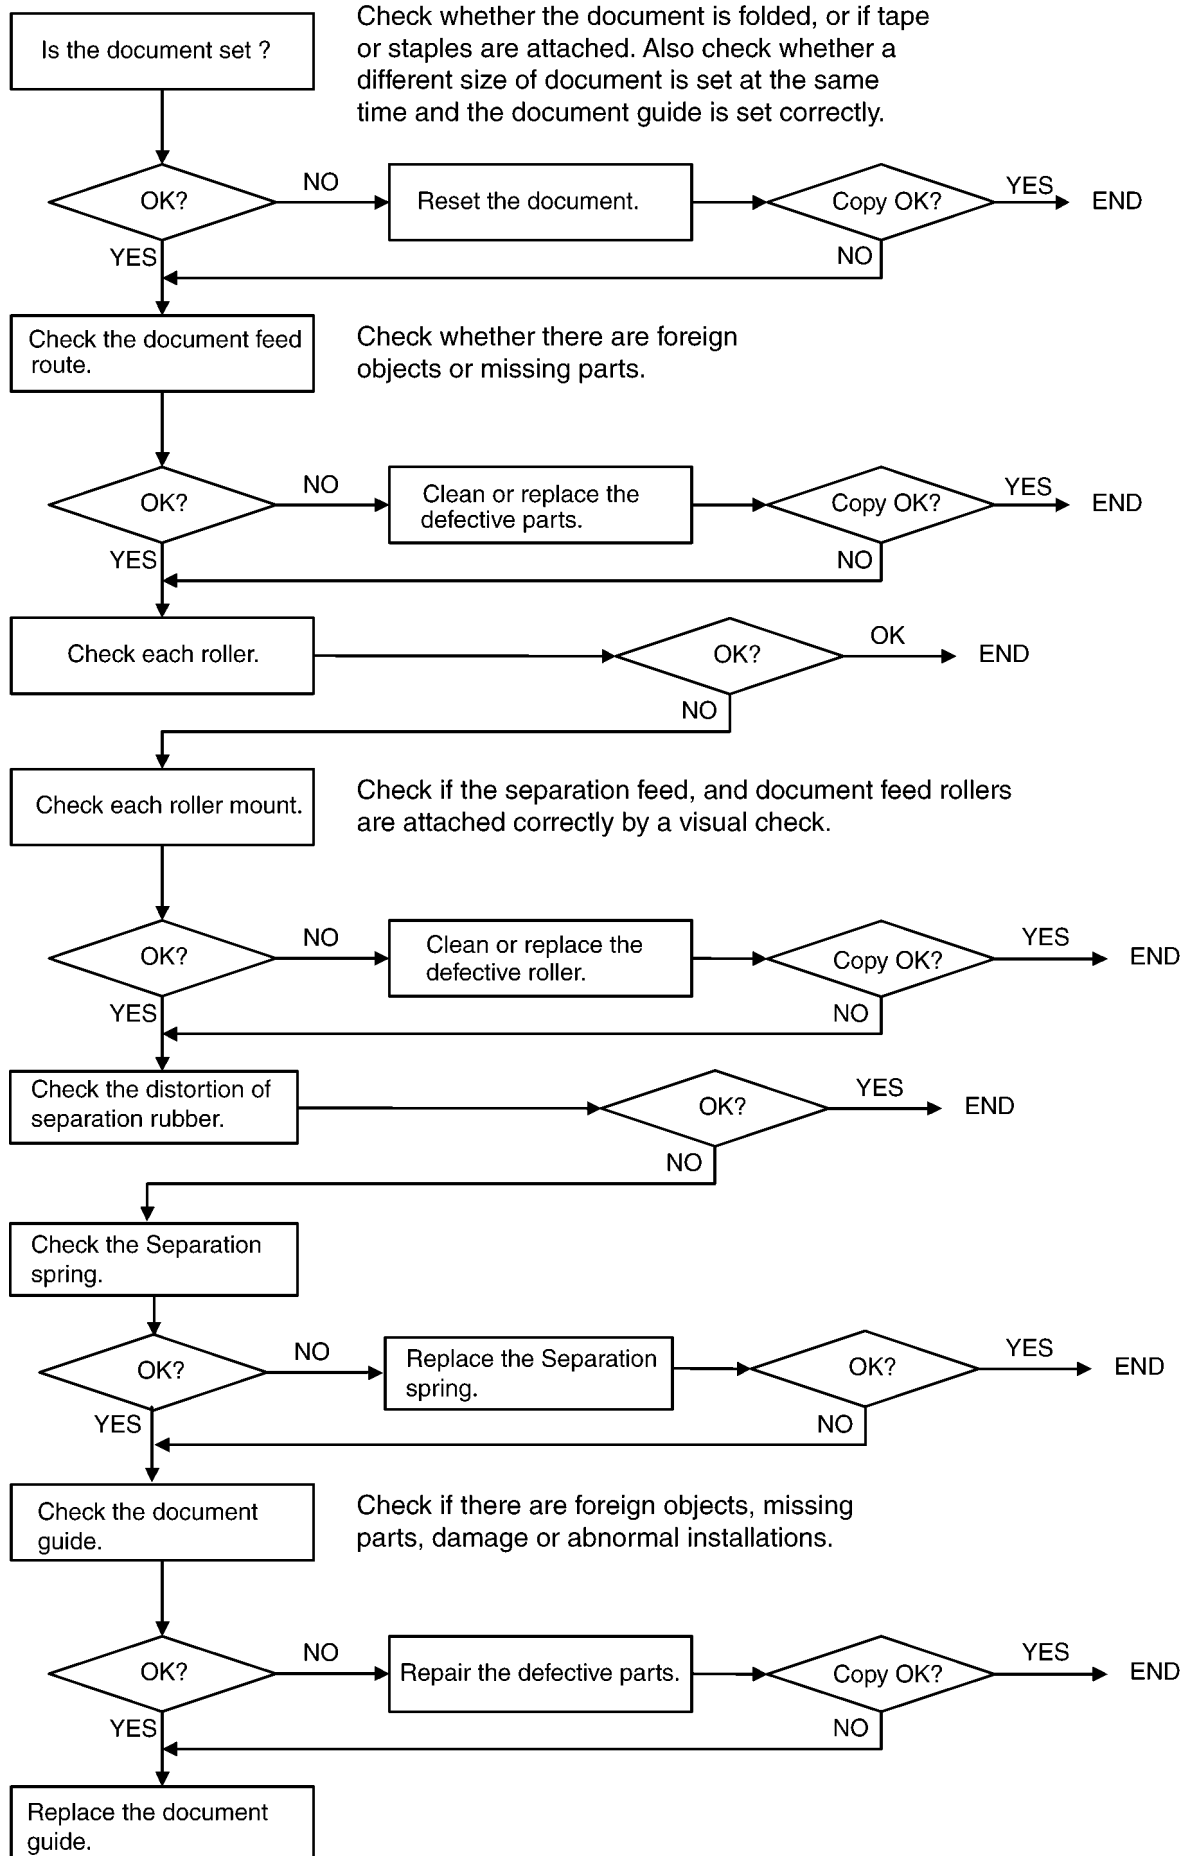 Is the document set ?
Check whether the document is folded, or if tape
or staples are attached. Also check whether a
different size of document is set at the same
time and the document guide is set correctly.
OK?
NO
Reset the document.
Copy OK?
YES
END
YES
NO
Check the document feed
route.
Check whether there are foreign
objects or missing parts.
OK?
NO
Clean or replace the
defective parts.
Copy OK?
YES
END
YES
NO
Check each roller.
OK?
OK
END
NO
Check each roller mount.
Check if the separation feed, and document feed rollers
are attached correctly by a visual check.
OK?
NO
Clean or replace the
defective roller.
Copy OK?
YES
END
YES
NO
Check the distortion of
separation rubber.
OK?
YES
END
NO
Check the Separation
spring.
OK?
NO
Replace the Separation
spring.
OK?
YES
END
YES
NO
Check the document
guide.
Check if there are foreign objects, missing
parts, damage or abnormal installations.
OK?
NO
Repair the defective parts.
Copy OK?
YES
END
YES
NO
Replace the document
guide.